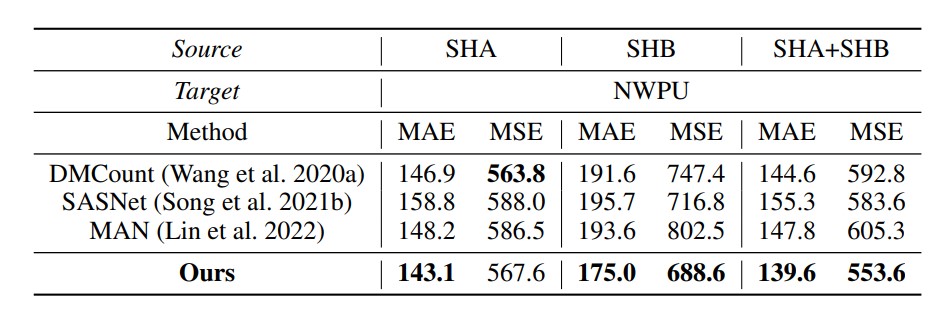 Source SHA SHB SHA+SHB
Target NWPU
Method MAE MSE MAE MSE MAE MSE
DMCount (Wang et al. 2020a) 146.9 563.8 191.6 747.4 144.6 592.8
SASNet (Song et al. 2021b) 158.8 588.0 195.7 716.8 155.3 583.6
MAN (Lin et al. 2022) 148.2 586.5 193.6 802.5 147.8 605.3
Ours 143.1 567.6 175.0 688.6 139.6 553.6